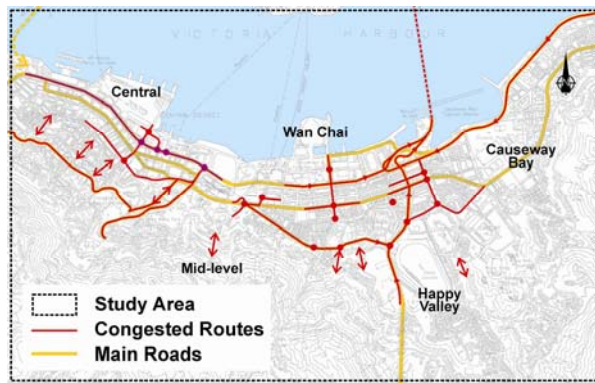 VICTORIA HARBOUR
Central
Wan Chai
Causeway
Bay
Mid-level
Happy
Valley
Study Area
Congested Routes
Main Roads